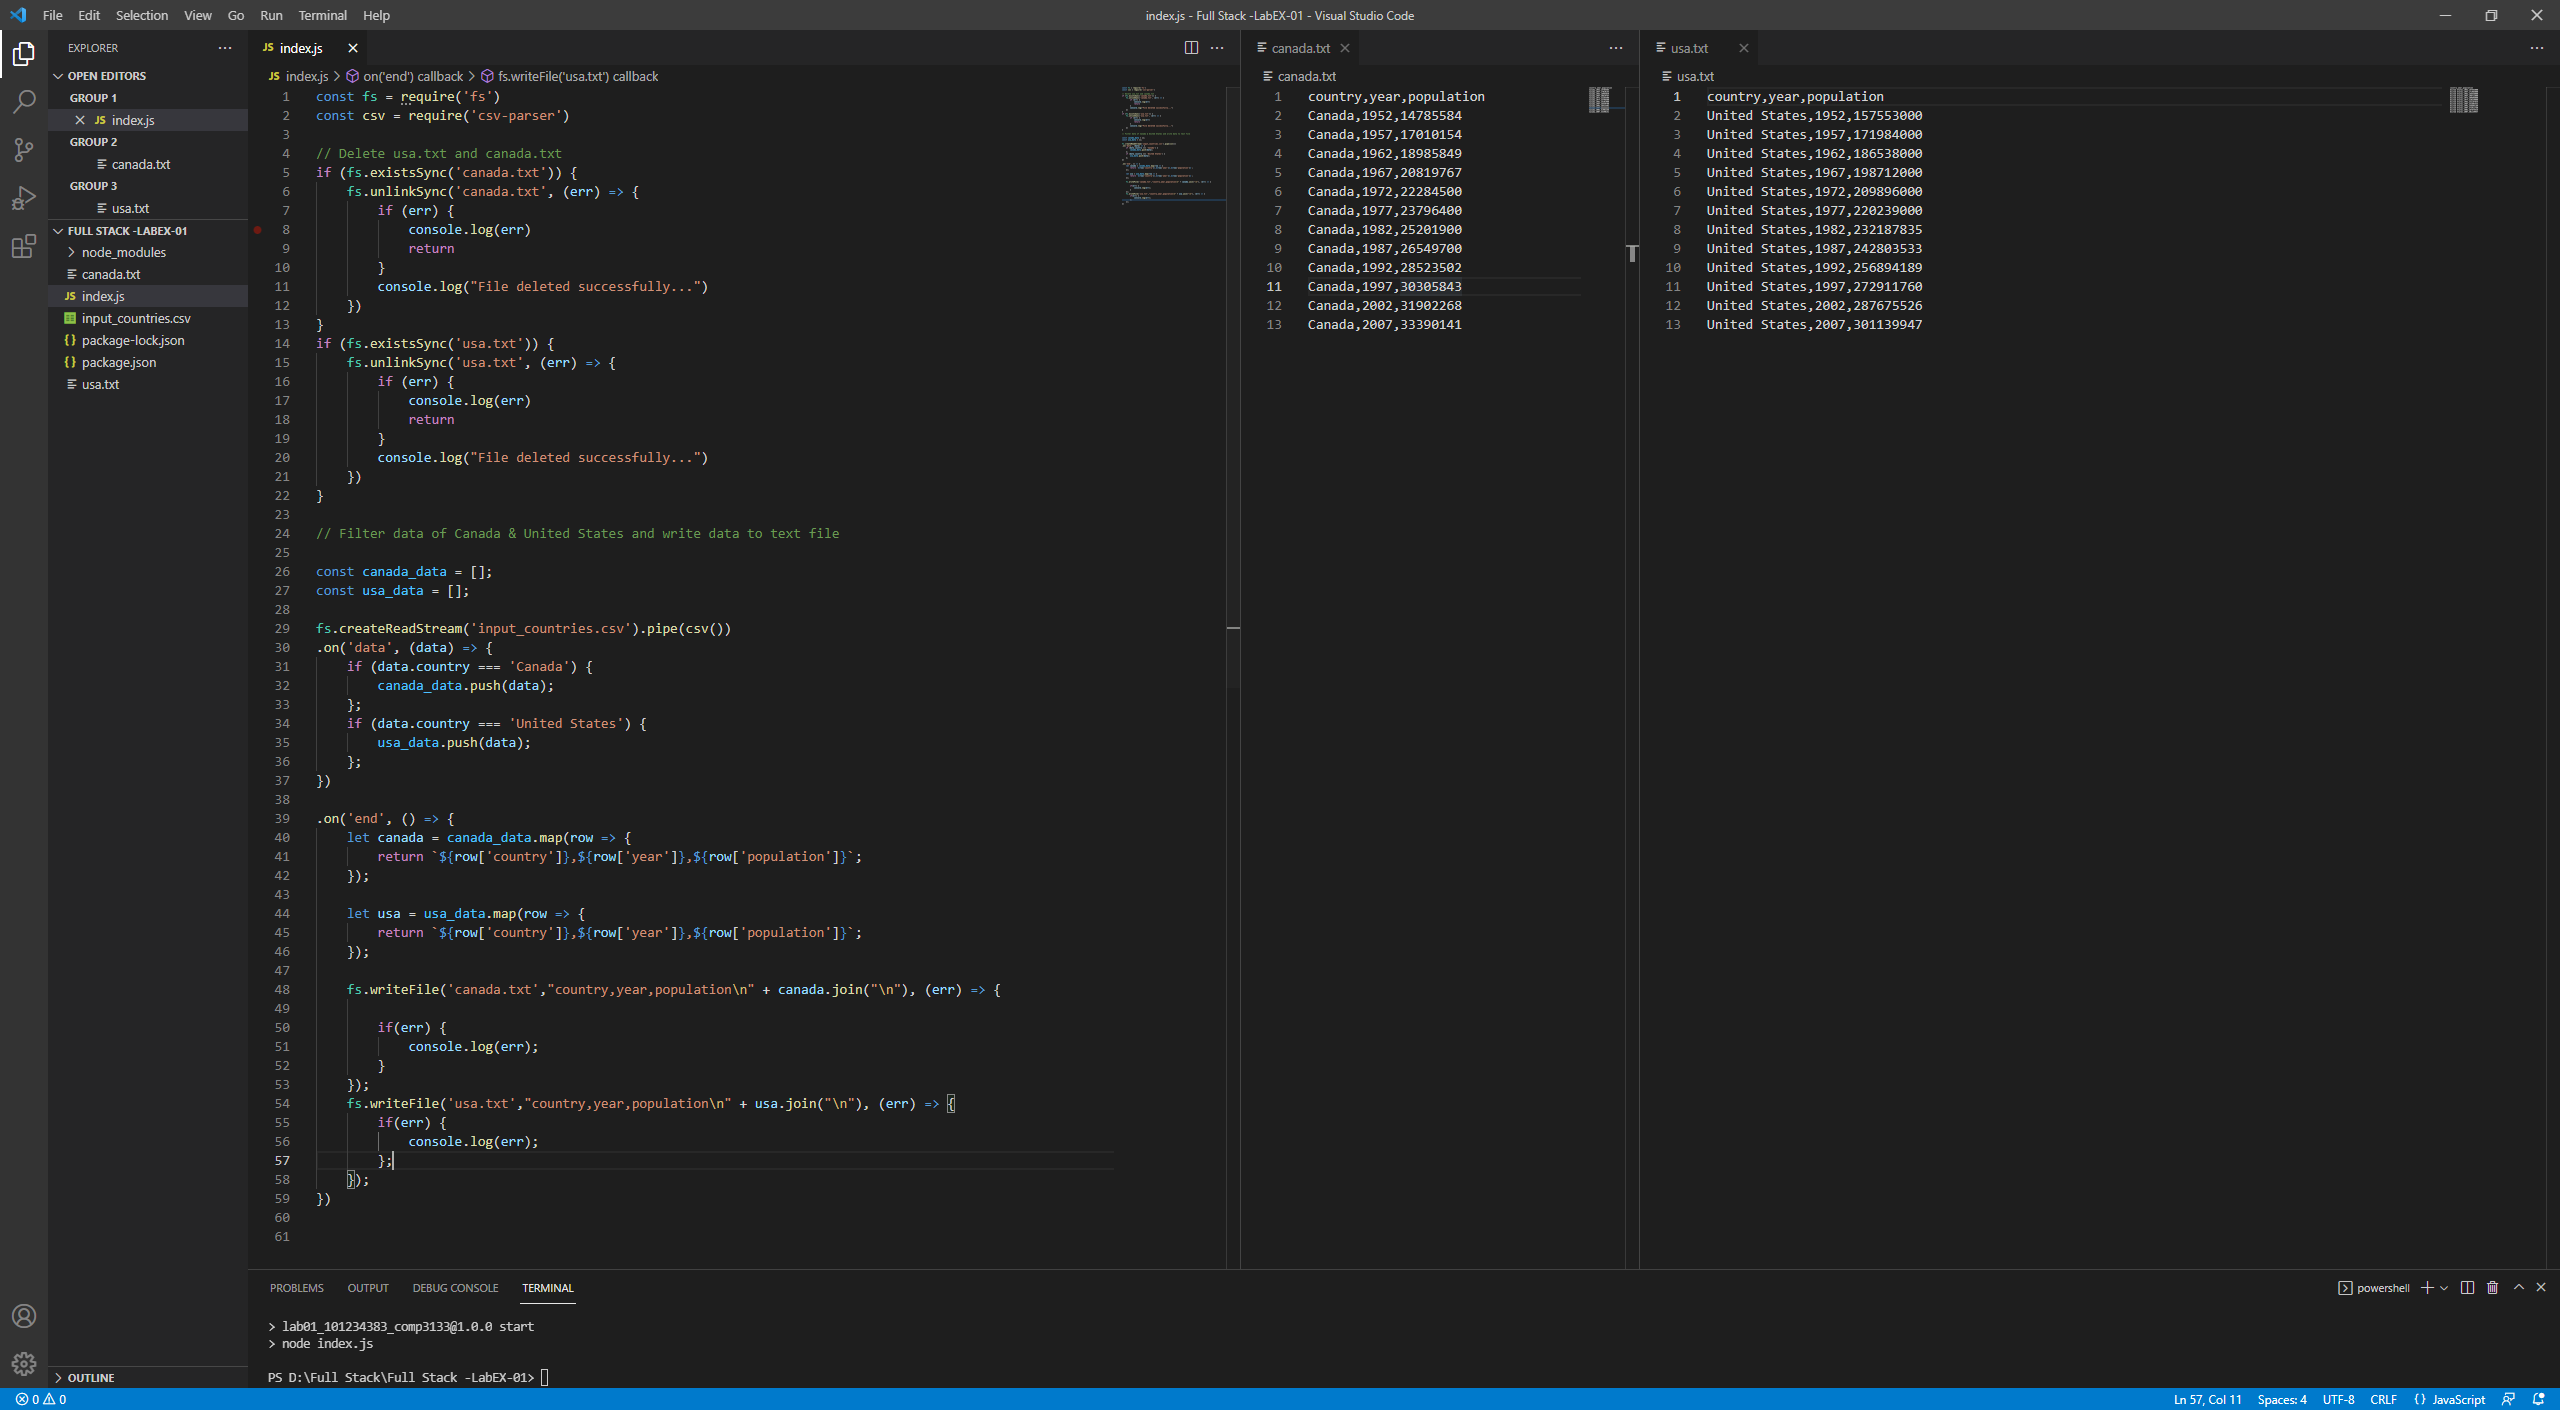 File Edit Selection View Go Run Terminal Help
index.js - Full Stack -LabEX-01 - Visual Studio Code
EXPLORER
OPEN EDITORS
GROUP 1
JS index.js
GROUP 2
canada.txt
GROUP 3
usa.txt
FULL STACK -LABEX-01
node_modules
canada.txt
JS index.js
input_countries.csv
{} package-lock.json
{} package.json
usa.txt
OUTLINE
JS index.js
JS index.js > on('end') callback > fs.writeFile('usa.txt') callback
1 const fs = require('fs')
2 const csv = require('csv-parser')
3
4 // Delete usa.txt and canada.txt
5 if (fs.existsSync('canada.txt')) {
6 fs.unlinkSync('canada.txt', (err) => {
7 if (err) {
8 console.log(err)
9 return
10 }
11 console.log("File deleted successfully...")
12 })
13 }
14 if (fs.existsSync('usa.txt')) {
15 fs.unlinkSync('usa.txt', (err) => {
16 if (err) {
17 console.log(err)
18 return
19 }
20 console.log("File deleted successfully...")
21 })
22 }
23
24 // Filter data of Canada & United States and write data to text file
25
26 const canada_data = [];
27 const usa_data = [];
28
29 fs.createReadStream('input_countries.csv').pipe(csv())
30 .on('data', (data) => {
31 if (data.country === 'Canada') {
32 canada_data.push(data);
33 };
34 if (data.country === 'United States') {
35 usa_data.push(data);
36 };
37 })
38
39 .on('end', () => {
40 let canada = canada_data.map(row => {
41 return `${row['country']},${row['year']},${row['population']}`;
42 });
43
44 let usa = usa_data.map(row => {
45 return `${row['country']},${row['year']},${row['population']}`;
46 });
47
48 fs.writeFile('canada.txt',"country,year,population\n" + canada.join("\n"), (err) => {
49
50 if(err) {
51 console.log(err);
52 }
53 });
54 fs.writeFile('usa.txt',"country,year,population\n" + usa.join("\n"), (err) => {
55 if(err) {
56 console.log(err);
57 };
58 });
59 })
60
61
canada.txt
canada.txt
1 country,year,population
2 Canada,1952,14785584
3 Canada,1957,17010154
4 Canada,1962,18985849
5 Canada,1967,20819767
6 Canada,1972,22284500
7 Canada,1977,23796400
8 Canada,1982,25201900
9 Canada,1987,26549700
10 Canada,1992,28523502
11 Canada,1997,30305843
12 Canada,2002,31902268
13 Canada,2007,33390141
usa.txt
usa.txt
1 country,year,population
2 United States,1952,157553000
3 United States,1957,171984000
4 United States,1962,186538000
5 United States,1967,198712000
6 United States,1972,209896000
7 United States,1977,220239000
8 United States,1982,232187835
9 United States,1987,242803533
10 United States,1992,256894189
11 United States,1997,272911760
12 United States,2002,287675526
13 United States,2007,301139947
PROBLEMS OUTPUT DEBUG CONSOLE TERMINAL
powershell
> lab01_101234383_comp3133@1.0.0 start
> node index.js
PS D:\Full Stack\Full Stack -LabEX-01>
0 0
Ln 57, Col 11 Spaces: 4 UTF-8 CRLF {} JavaScript